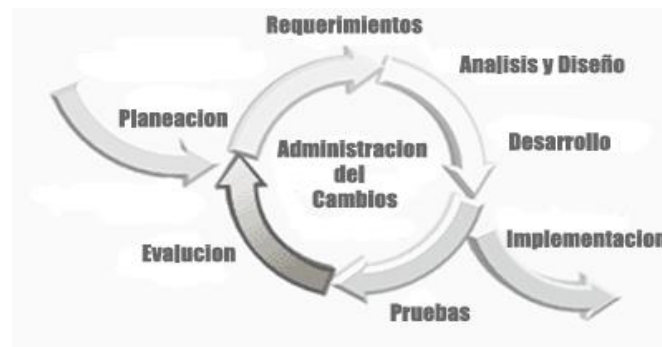 Requerimientos
Analisis y Diseño
Planeacion
Desarrollo
Administracion
del
Cambios
Implementacion
Evalucion
Pruebas